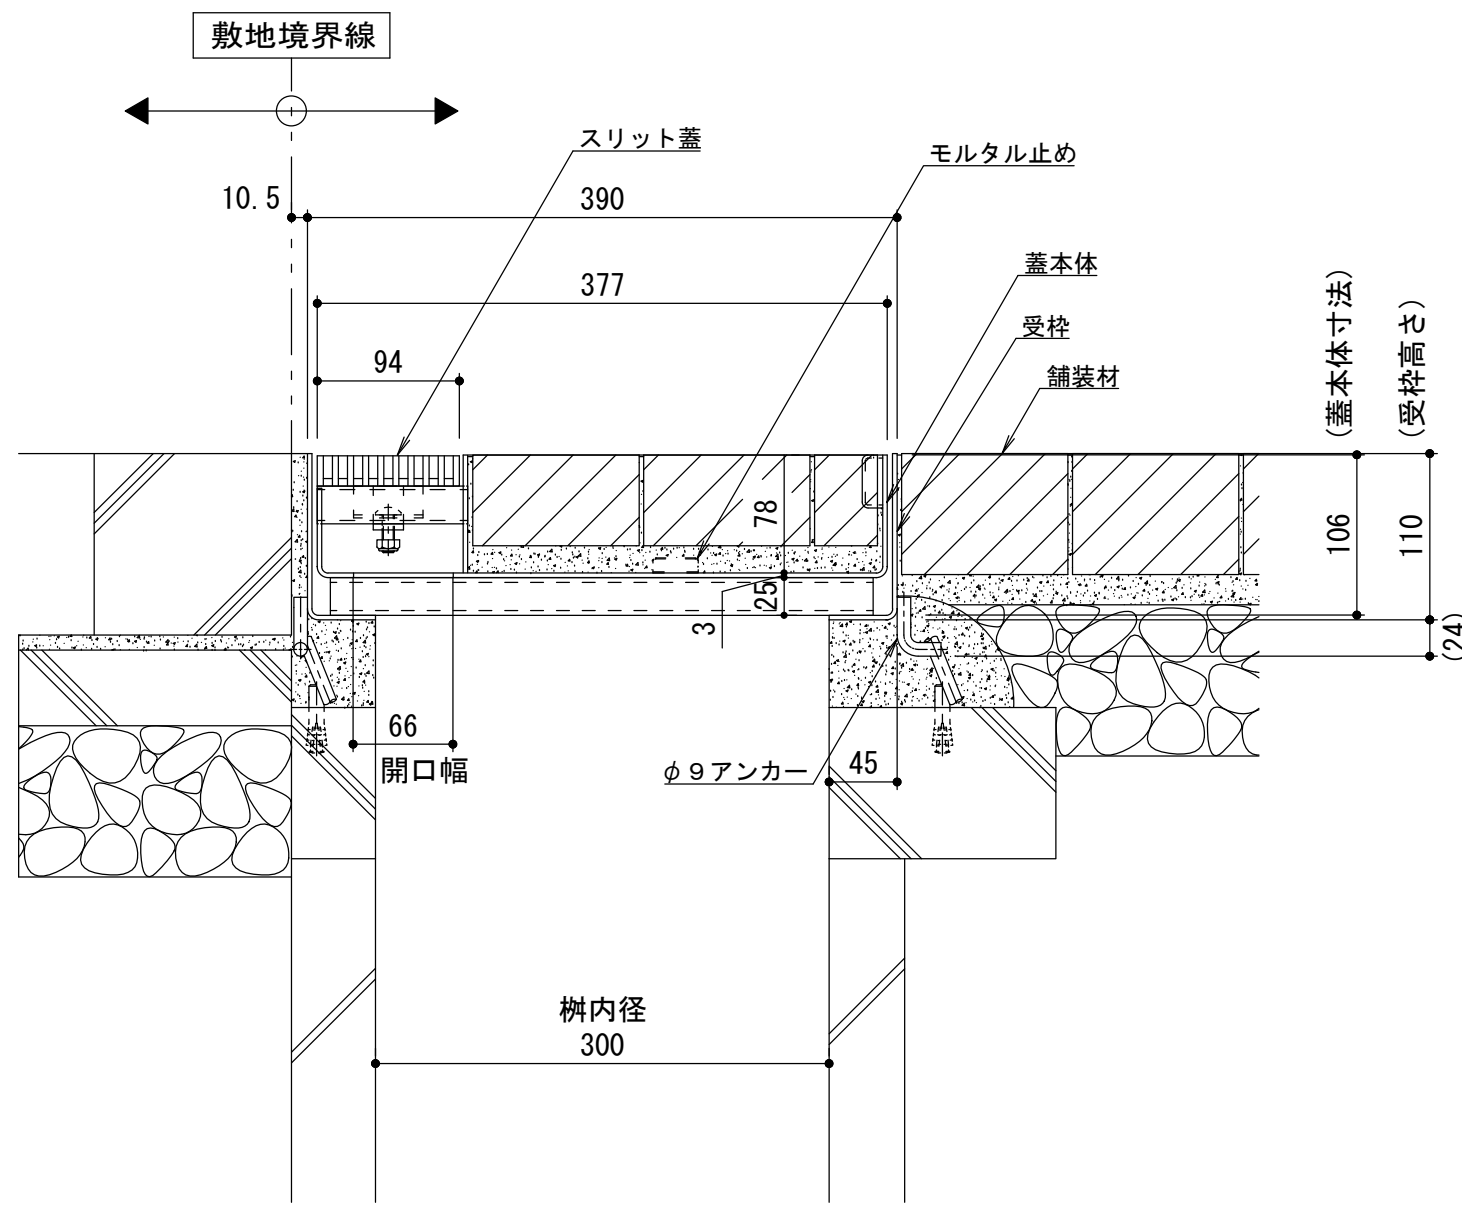 敷地境界線
スリット蓋
モルタル止め
10.5
390
蓋本体
377
受枠
94
舗装材
(蓋本体寸法)
(受枠高さ)
78
106
110
25
3
(24)
66
開口幅
φ9アンカー
45
桝内径
300